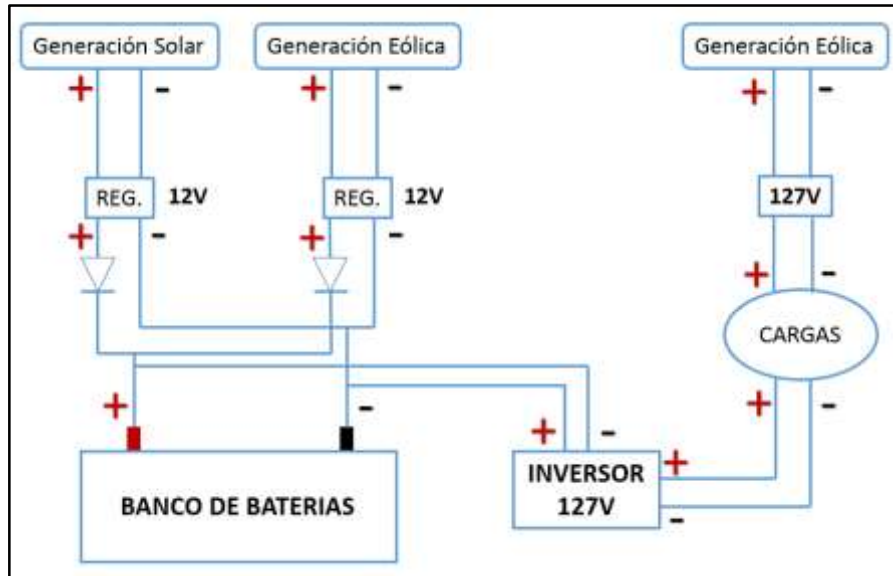 Generación Solar
Generación Eólica
Generación Eólica
+ -
+ -
+ -
REG. 12V
REG. 12V
127V
+ -
+ -
+ -
CARGAS
+ -
+ -
+ -
INVERSOR
127V
+
-
BANCO DE BATERIAS